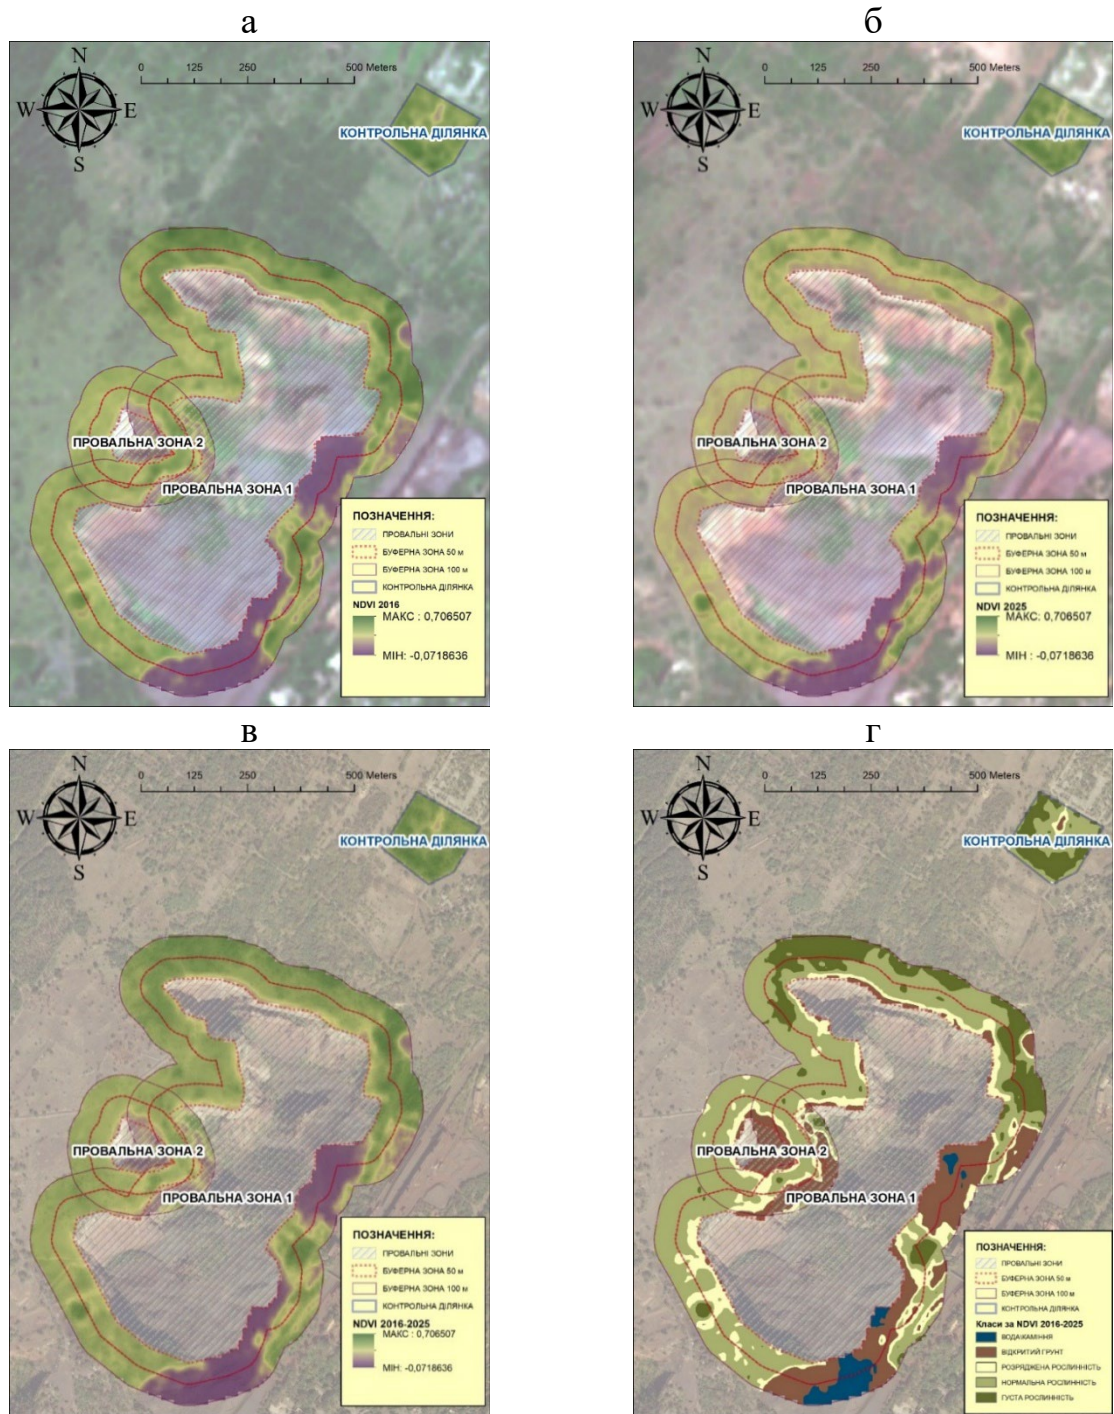 а
N
W
E
S
0 125 250 500 Meters
КОНТРОЛЬНА ДІЛЯНКА
ПРОВАЛЬНА ЗОНА 2
ПРОВАЛЬНА ЗОНА 1
ПОЗНАЧЕННЯ:
ПРОВАЛЬНІ ЗОНИ
БУФЕРНА ЗОНА 50 м
БУФЕРНА ЗОНА 100 м
КОНТРОЛЬНА ДІЛЯНКА
NDVI 2016
МАКС : 0,706507
МІН: -0,0718636
б
N
W
E
S
0 125 250 500 Meters
КОНТРОЛЬНА ДІЛЯНКА
ПРОВАЛЬНА ЗОНА 2
ПРОВАЛЬНА ЗОНА 1
ПОЗНАЧЕННЯ:
ПРОВАЛЬНІ ЗОНИ
БУФЕРНА ЗОНА 50 м
БУФЕРНА ЗОНА 100 м
КОНТРОЛЬНА ДІЛЯНКА
NDVI 2025
МАКС: 0,706507
МІН : -0,0718636
в
N
W
E
S
0 125 250 500 Meters
КОНТРОЛЬНА ДІЛЯНКА
ПРОВАЛЬНА ЗОНА 2
ПРОВАЛЬНА ЗОНА 1
ПОЗНАЧЕННЯ:
ПРОВАЛЬНІ ЗОНИ
БУФЕРНА ЗОНА 50 м
БУФЕРНА ЗОНА 100 м
КОНТРОЛЬНА ДІЛЯНКА
NDVI 2016-2025
МАКС : 0,706507
МІН: -0,0718636
г
N
W
E
S
0 125 250 500 Meters
КОНТРОЛЬНА ДІЛЯНКА
ПРОВАЛЬНА ЗОНА 2
ПРОВАЛЬНА ЗОНА 1
ПОЗНАЧЕННЯ:
ПРОВАЛЬНІ ЗОНИ
БУФЕРНА ЗОНА 50 м
БУФЕРНА ЗОНА 100 м
КОНТРОЛЬНА ДІЛЯНКА
Класи за NDVI 2016-2025
ВОДА/КАМІННЯ
ВІДКРИТИЙ ГРУНТ
РОЗРЯДЖЕНА РОСЛИННІСТЬ
НОРМАЛЬНА РОСЛИННІСТЬ
ГУСТА РОСЛИННІСТЬ